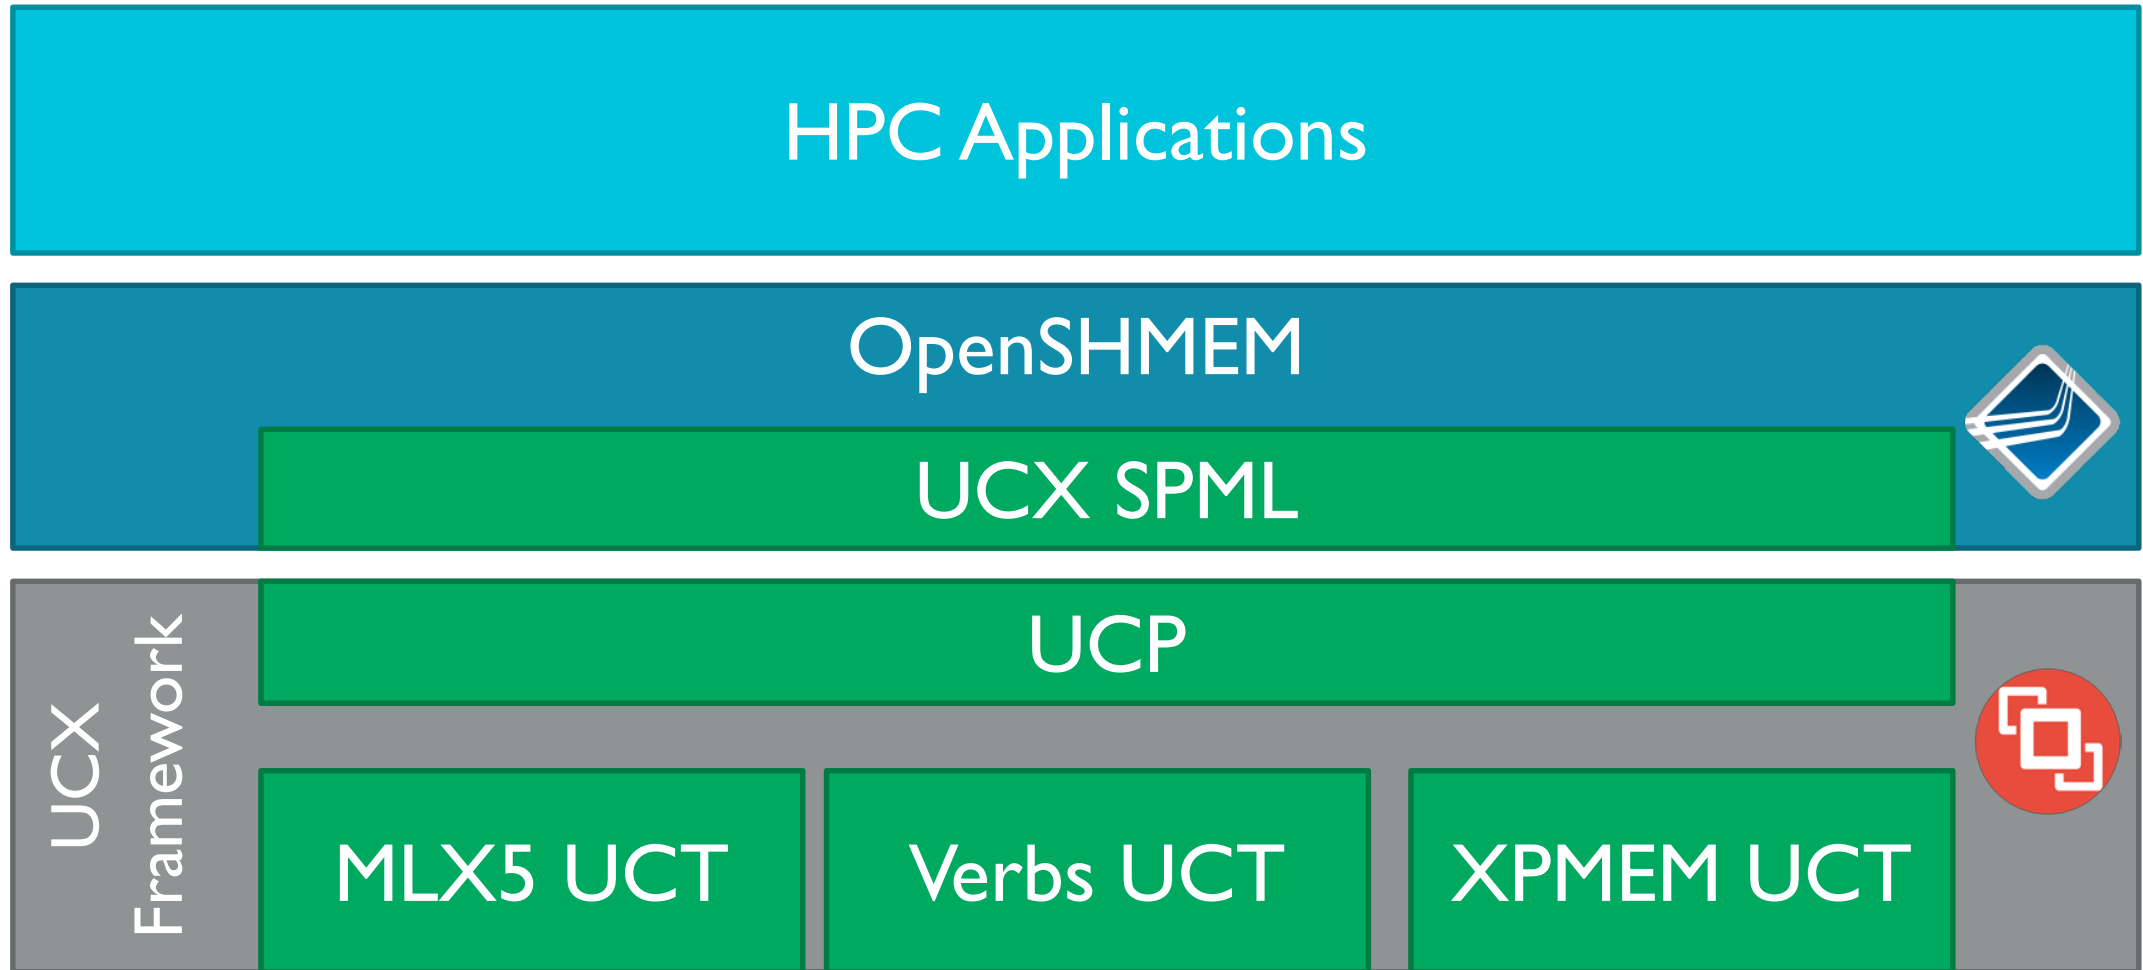 HPC Applications
OpenSHMEM
UCX SPML
UCX
Framework
UCP
MLX5 UCT
Verbs UCT
XPMEM UCT